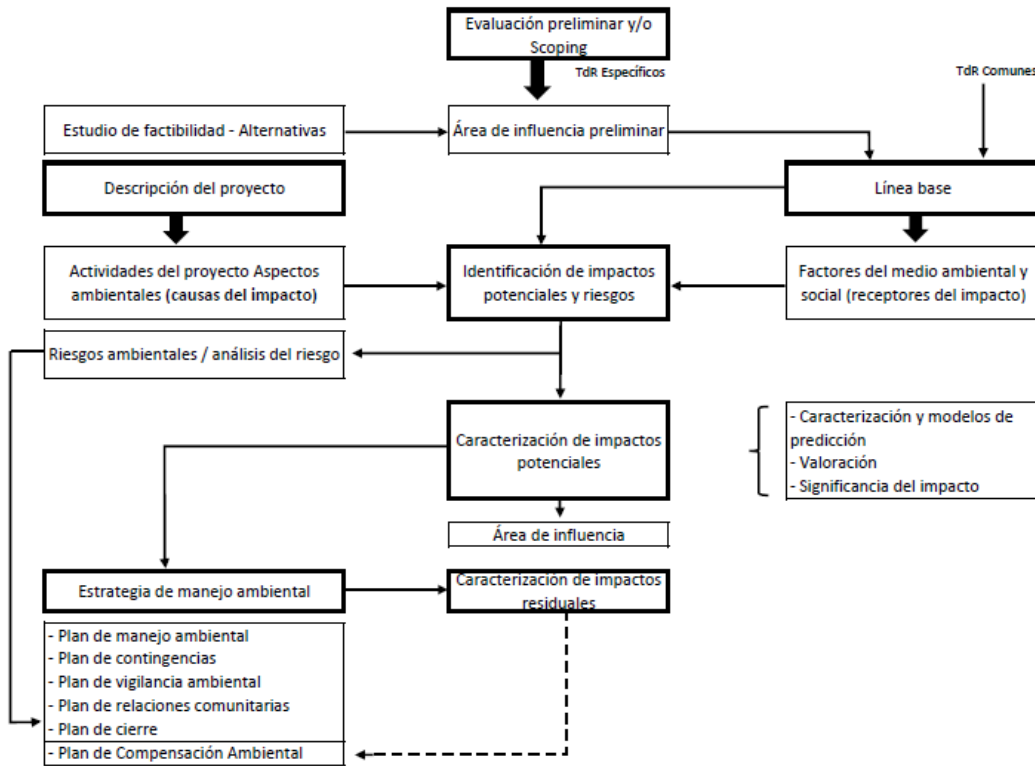 Evaluación preliminar y/o
Scoping
TdR Específicos
TdR Comunes
Estudio de factibilidad - Alternativas
Área de influencia preliminar
Descripción del proyecto
Línea base
Actividades del proyecto Aspectos
ambientales (causas del impacto)
Identificación de impactos
potenciales y riesgos
Factores del medio ambiental y
social (receptores del impacto)
Riesgos ambientales / análisis del riesgo
Caracterización de impactos
potenciales
- Caracterización y modelos de
predicción
- Valoración
- Significancia del impacto
Área de influencia
Estrategia de manejo ambiental
Caracterización de impactos
residuales
- Plan de manejo ambiental
- Plan de contingencias
- Plan de vigilancia ambiental
- Plan de relaciones comunitarias
- Plan de cierre
- Plan de Compensación Ambiental